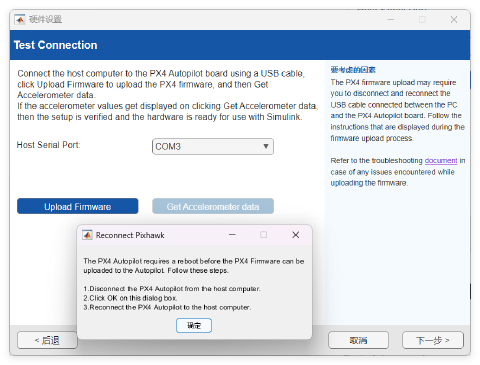 硬件设置
Test Connection
Connect the host computer to the PX4 Autopilot board using a USB cable,
click Upload Firmware to upload the PX4 firmware, and then Get
Accelerometer data.
If the accelerometer values get displayed on clicking Get Accelerometer data,
then the setup is verified and the hardware is ready for use with Simulink.
Host Serial Port:
COM3
Upload Firmware
Get Accelerometer data
要考虑的因素
The PX4 firmware upload may require
you to disconnect and reconnect the
USB cable connected between the PC
and the PX4 Autopilot board. Follow the
instructions that are displayed during the
firmware upload process.
Refer to the troubleshooting document in
case of any issues encountered while
uploading the firmware.
Reconnect Pixhawk
The PX4 Autopilot requires a reboot before the PX4 Firmware can be
uploaded to the Autopilot. Follow these steps.
1.Disconnect the PX4 Autopilot from the host computer.
2.Click OK on this dialog box.
3.Reconnect the PX4 Autopilot to the host computer.
确定
< 后退
取消
下一步 >